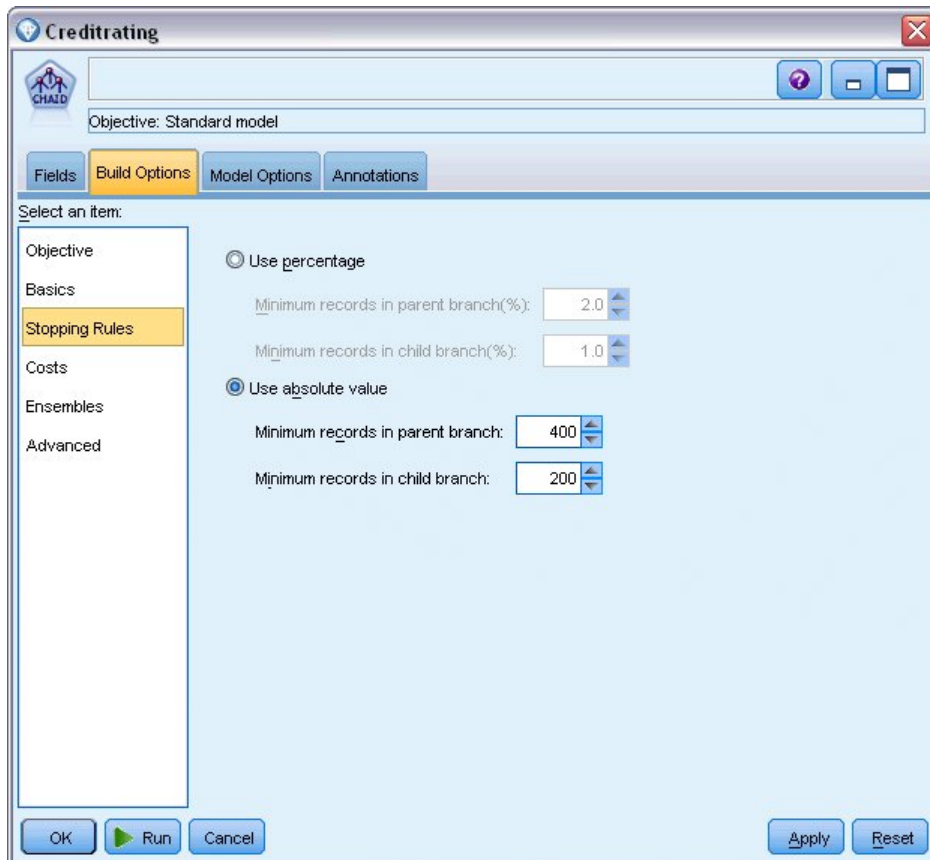 Creditrating
CHAID
Objective: Standard model
Fields Build Options Model Options Annotations
Select an item:
Objective
Basics
Stopping Rules
Costs
Ensembles
Advanced
Use percentage
Minimum records in parent branch(%): 2.0
Minimum records in child branch(%): 1.0
Use absolute value
Minimum records in parent branch: 400
Minimum records in child branch: 200
OK Run Cancel Apply Reset